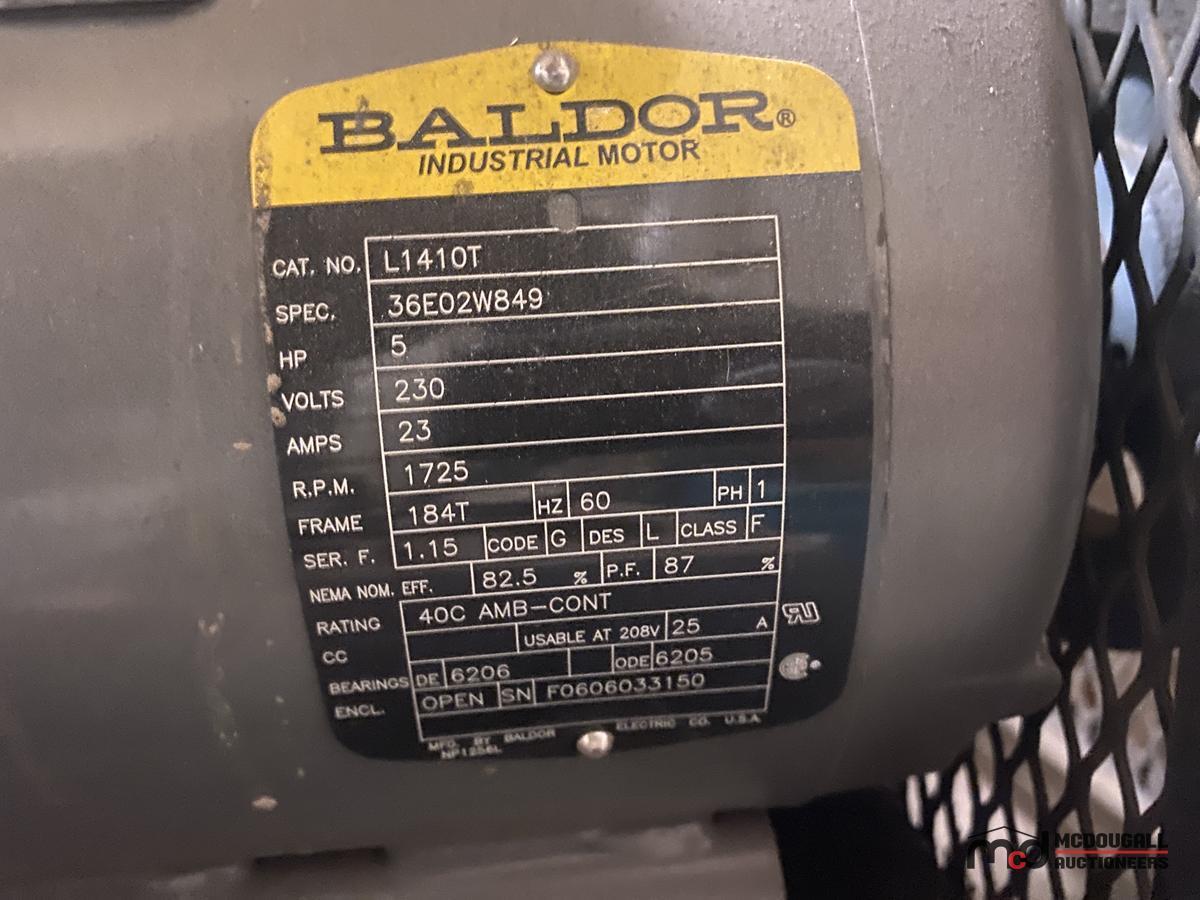 BALDOR®
INDUSTRIAL MOTOR
CAT. NO. L1410T
SPEC. 36E02W849
HP 5
VOLTS 230
AMPS 23
R.P.M. 1725
FRAME 184T HZ 60 PH 1
SER. F. 1.15 CODE G DES L CLASS F
NEMA NOM. EFF. 82.5 % P.F. 87 %
RATING 40C AMB-CONT
CC USABLE AT 208V 25 A
BEARINGS DE 6206 ODE 6205
ENCL. OPEN SN F0606033150
MFG. BY BALDOR ELECTRIC CO. U.S.A
NP1256L
mcd MCDOUGALL
AUCTIONEERS